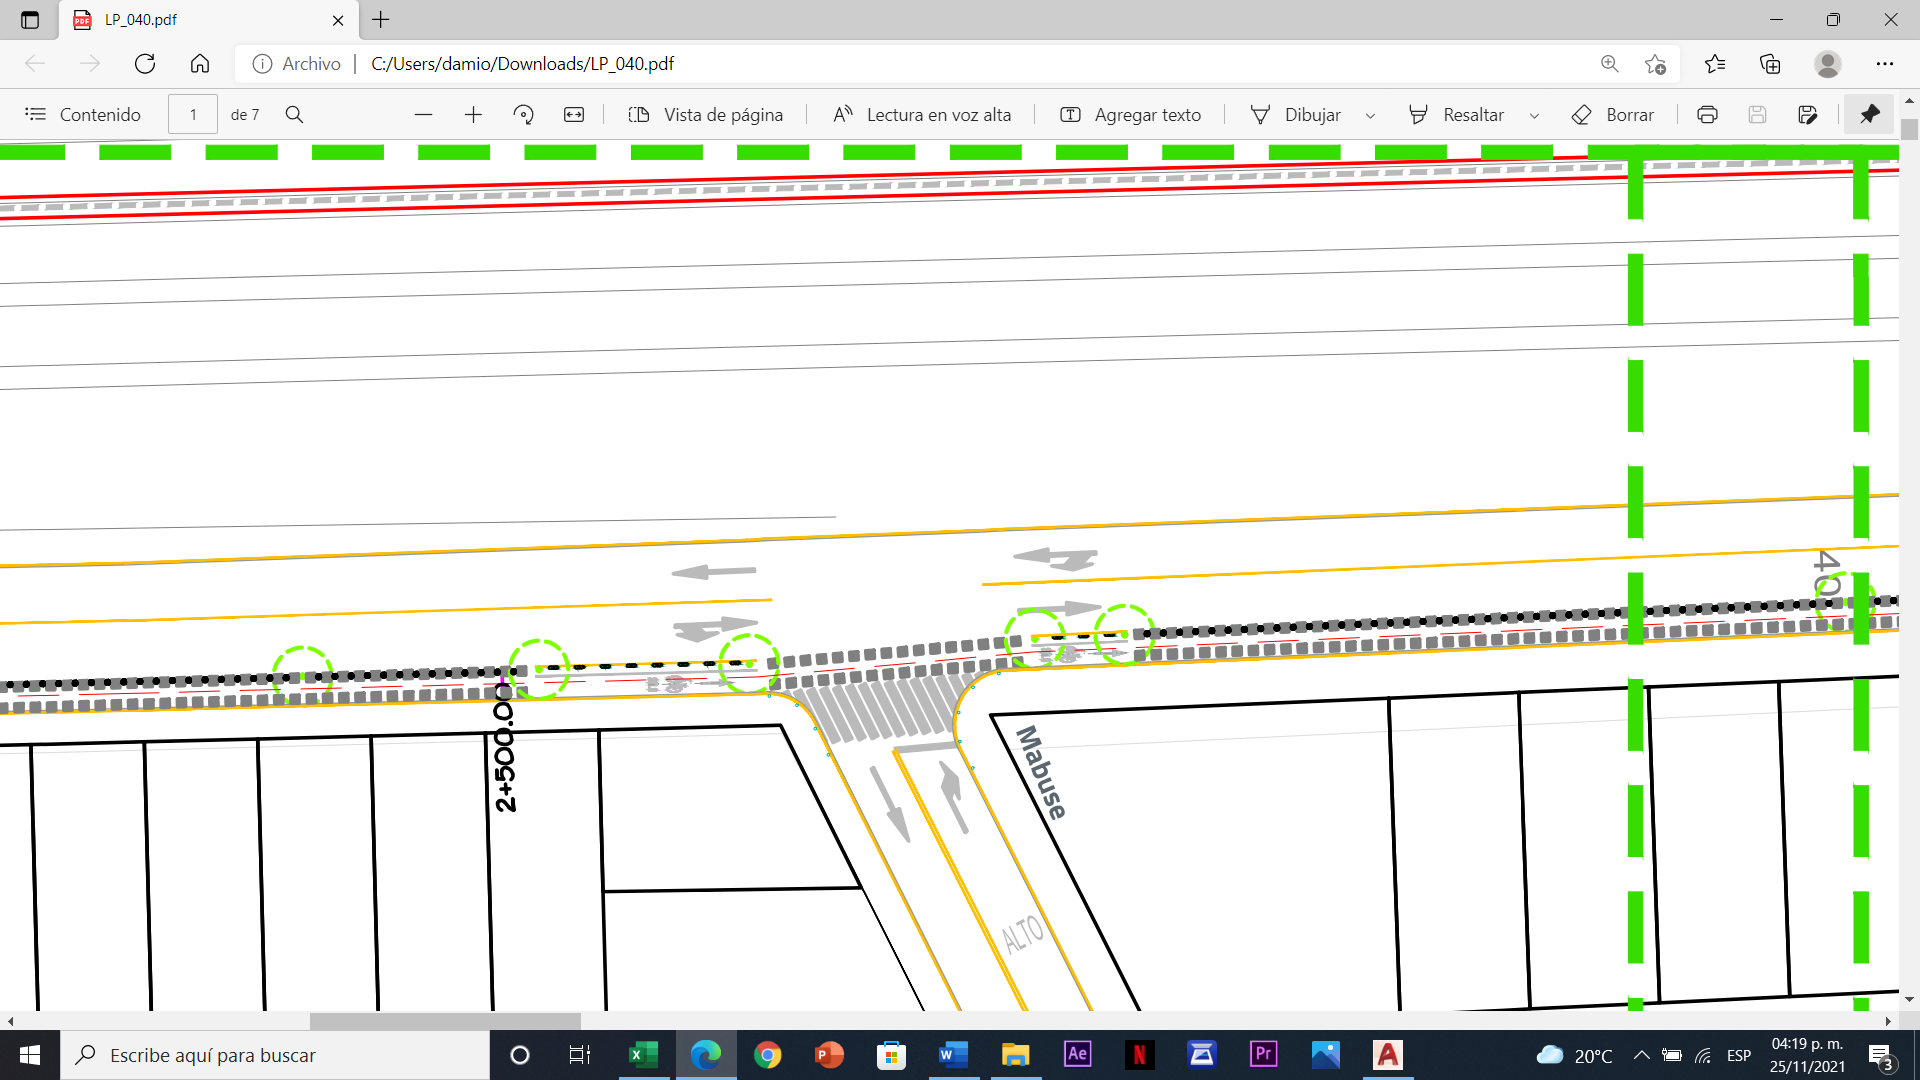 LP_040.pdf
Archivo
C:/Users/damio/Downloads/LP_040.pdf
Contenido 1 de 7 Vista de página Lectura en voz alta Agregar texto Dibujar Resaltar Borrar
40
2+500.00
Mabuse
ALTO
Escribe aquí para buscar
20°C
ESP
04:19 p. m.
25/11/2021
3